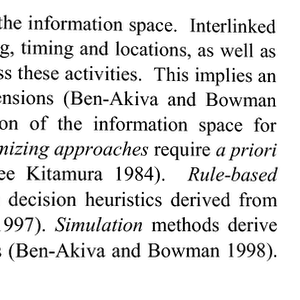 the information space. Interlinked
g, timing and locations, as well as
ss these activities. This implies an
ensions (Ben-Akiva and Bowman
on of the information space for
mizing approaches require a priori
ee Kitamura 1984). Rule-based
decision heuristics derived from
1997). Simulation methods derive
s (Ben-Akiva and Bowman 1998).